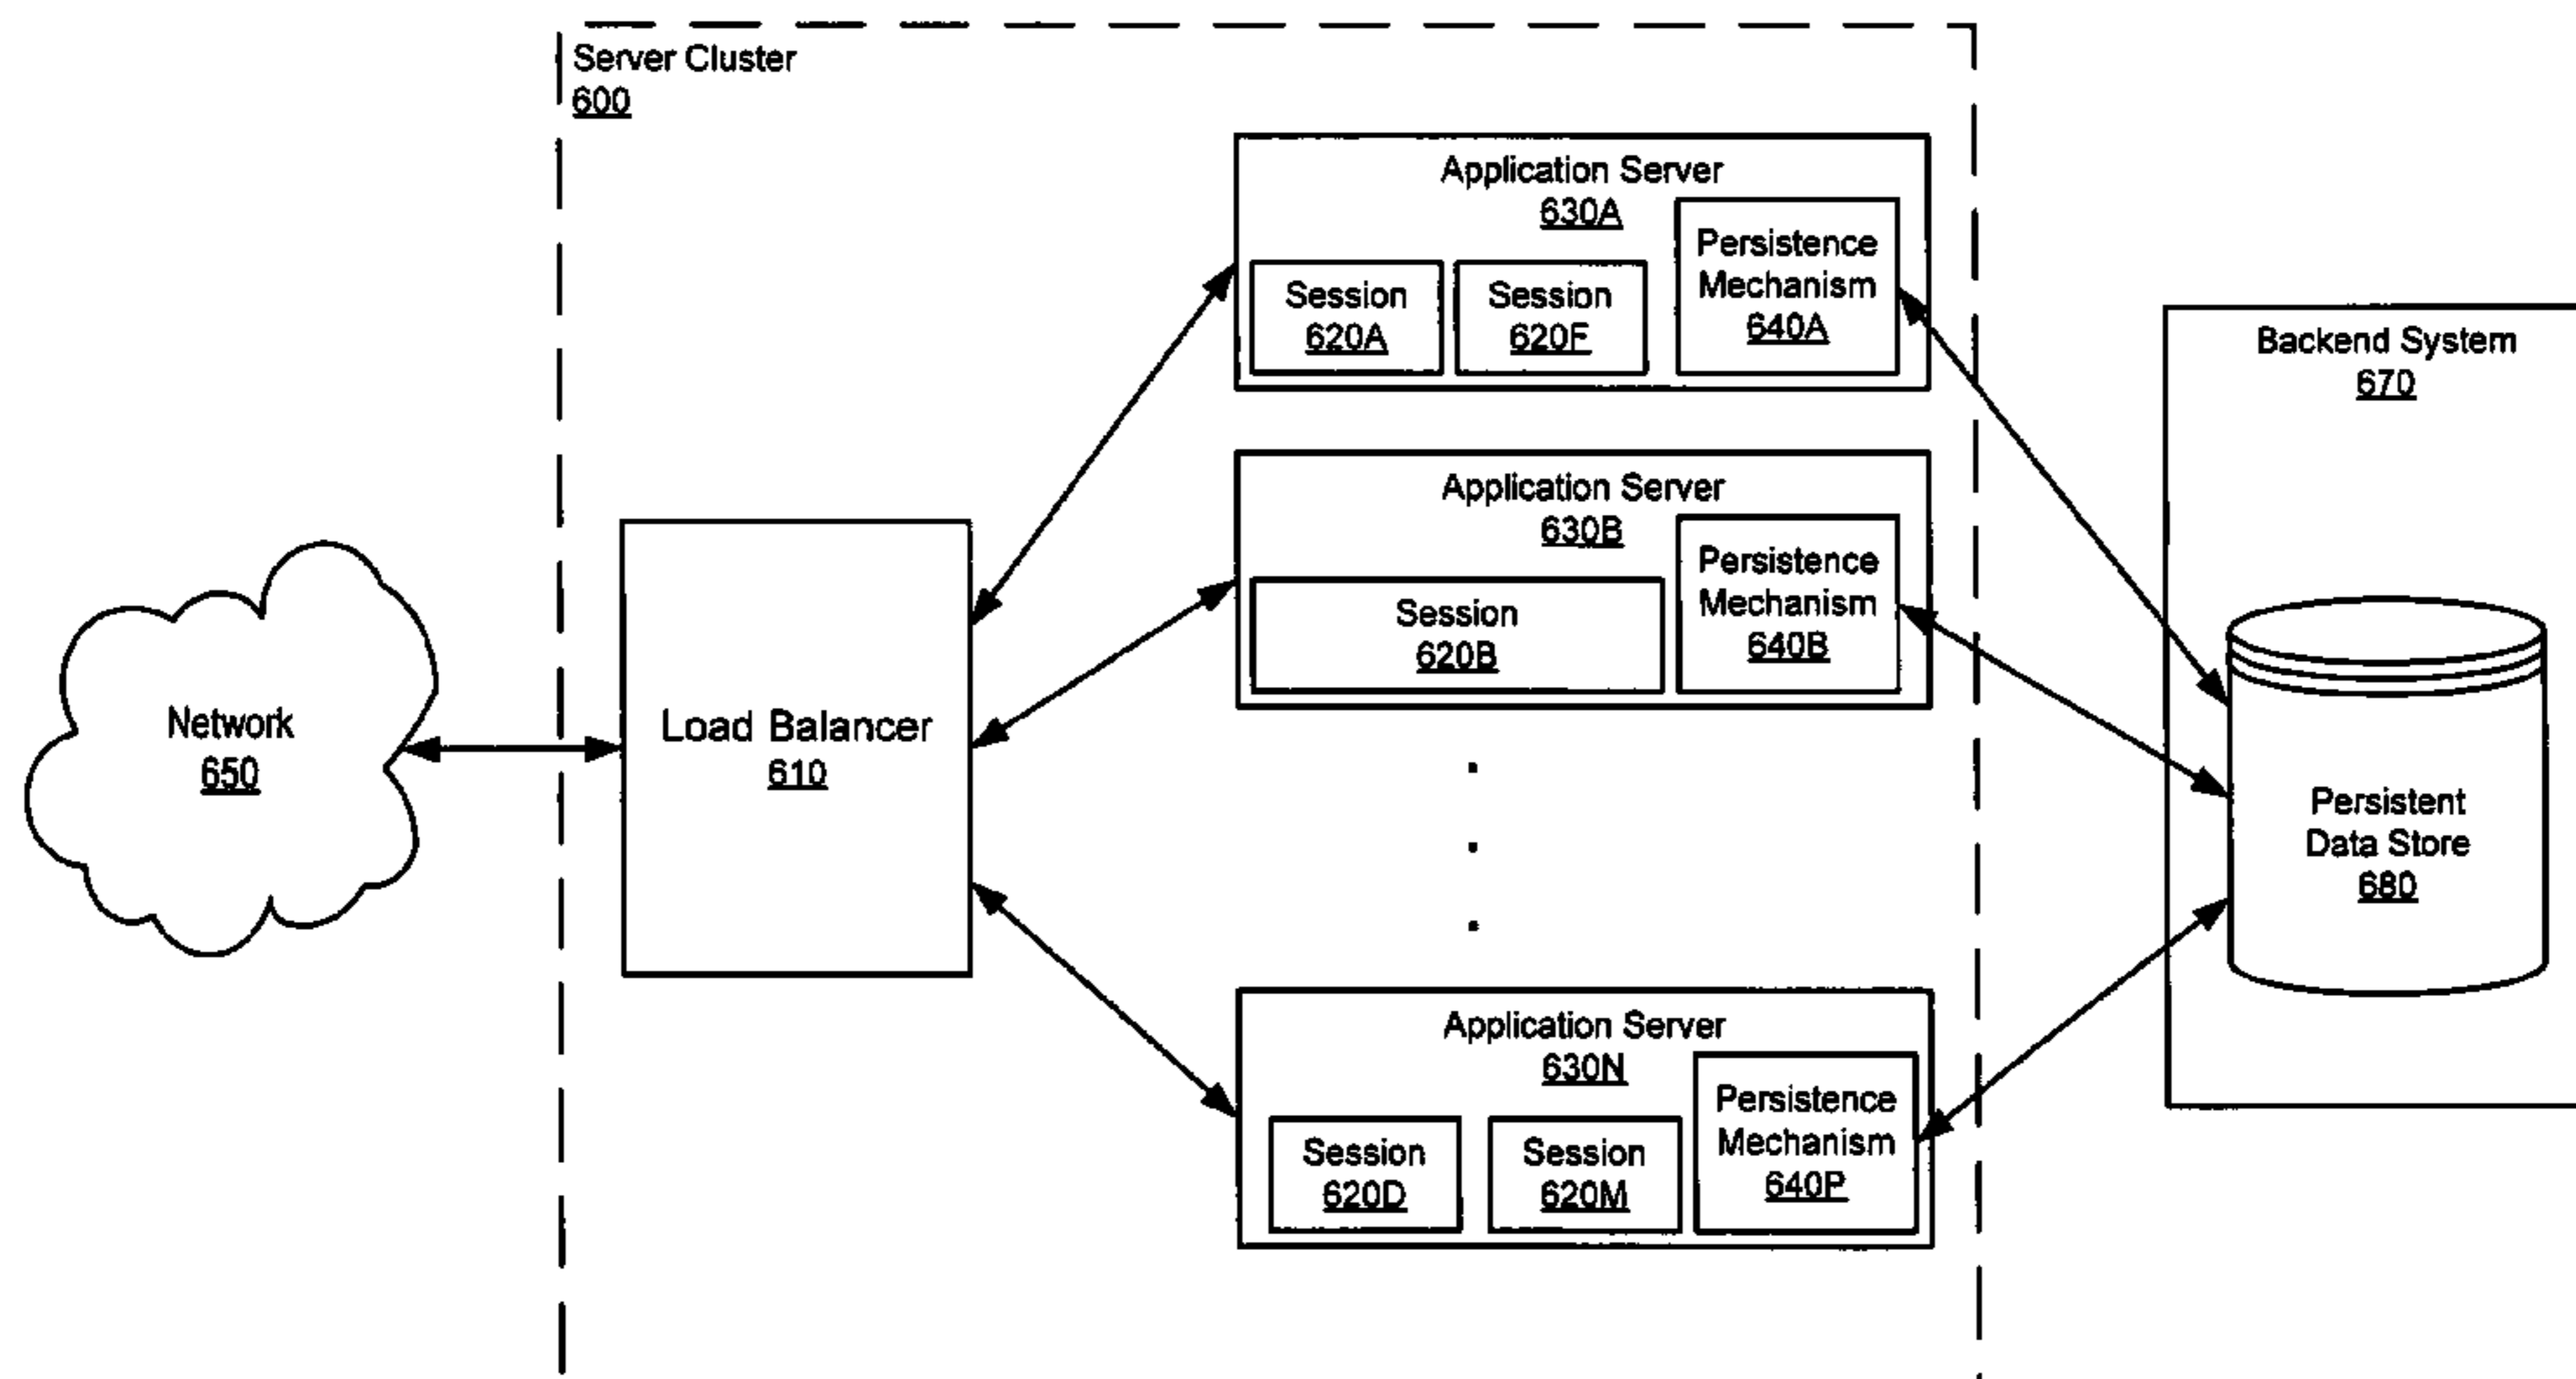 Server Cluster
600
Application Server
630A
Session
620A
Session
620F
Persistence
Mechanism
640A
Application Server
630B
Session
620B
Persistence
Mechanism
640B
Application Server
630N
Session
620D
Session
620M
Persistence
Mechanism
640P
Network
650
Load Balancer
610
Backend System
670
Persistent
Data Store
680